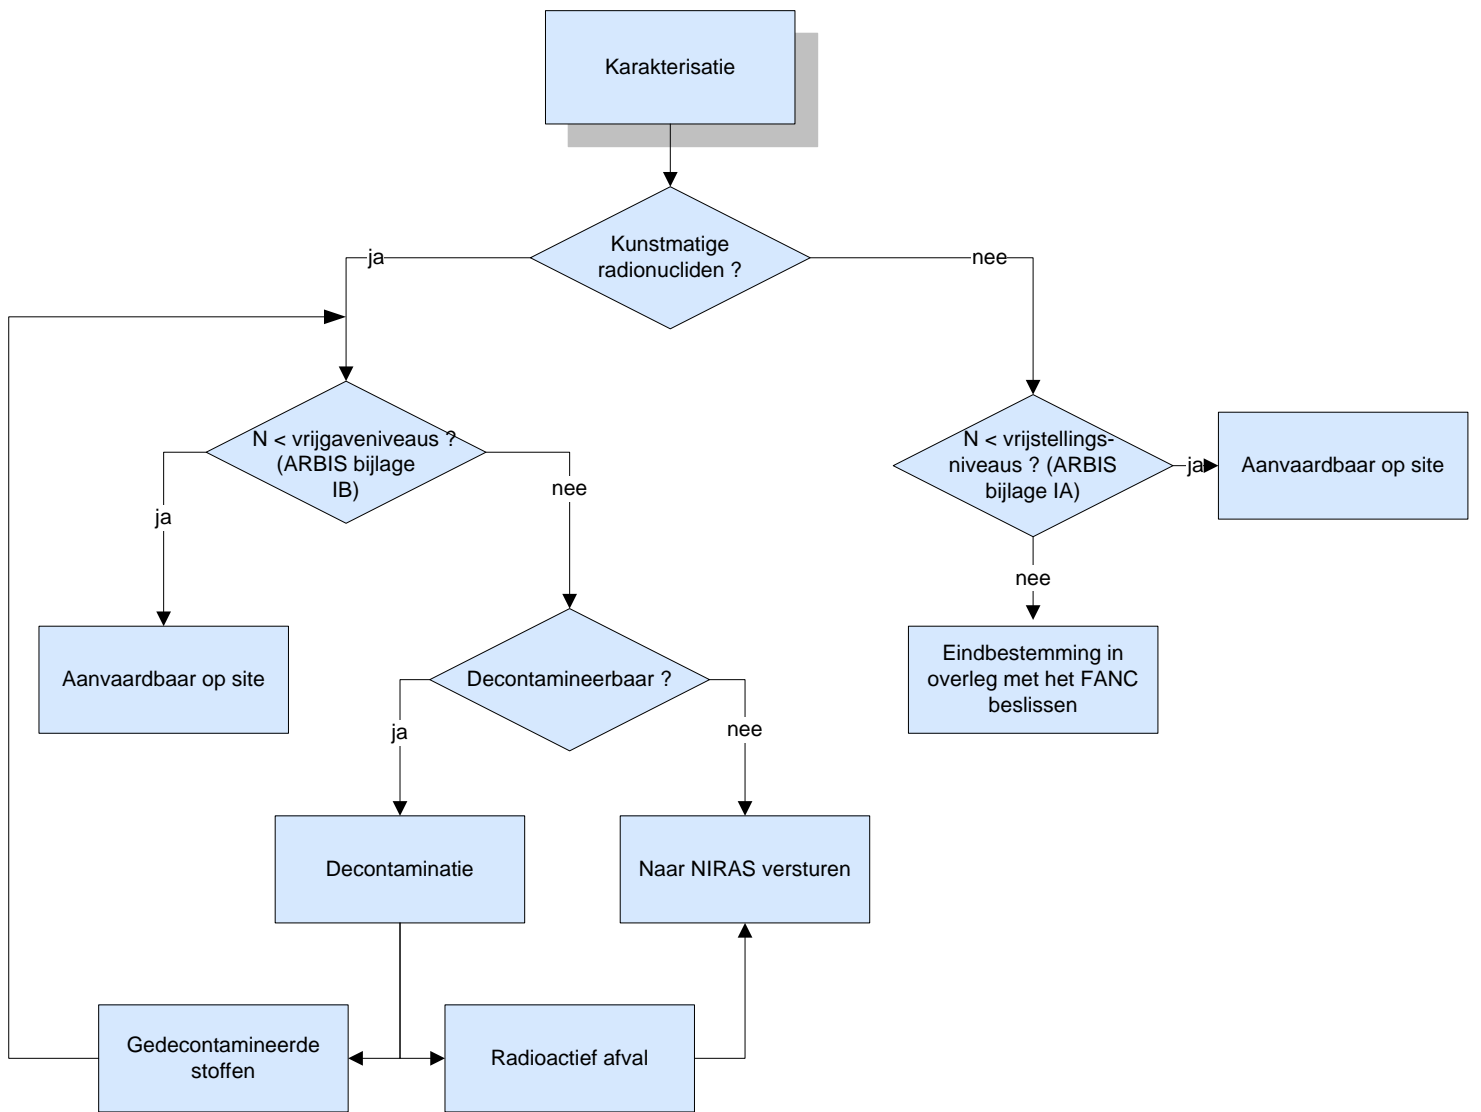 Karakterisatie
Kunstmatige
radionucliden ?
ja
nee
N < vrijgaveniveaus ?
(ARBIS bijlage
IB)
N < vrijstellings-
niveaus ? (ARBIS
bijlage IA)
ja
Aanvaardbaar op site
ja
nee
nee
Aanvaardbaar op site
Decontamineerbaar ?
Eindbestemming in
overleg met het FANC
beslissen
ja
nee
Decontaminatie
Naar NIRAS versturen
Gedecontamineerde
stoffen
Radioactief afval